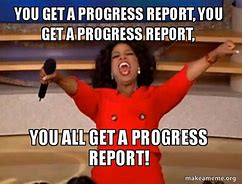 YOU GET A PROGRESS REPORT, YOU
GET A PROGRESS REPORT,
YOU ALL GET A PROGRESS
REPORT!
makeameme.org